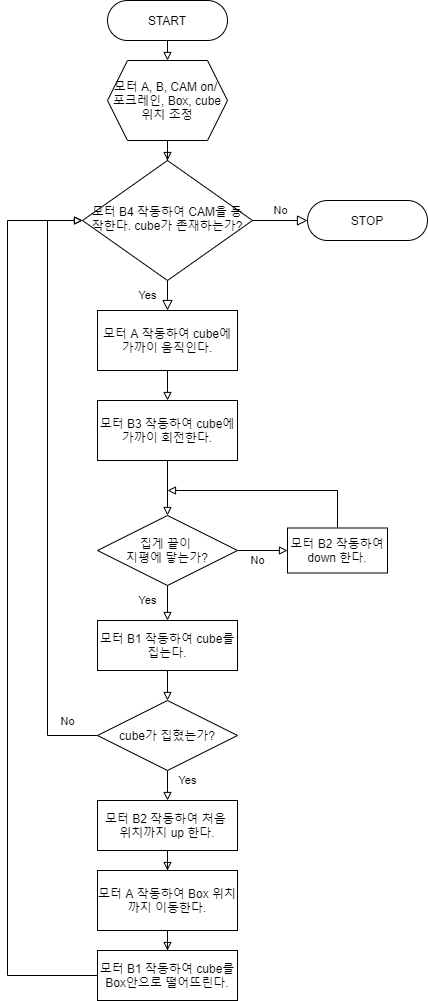 START
모터 A, B, CAM on/
포크레인, Box, cube
위치 조정
모터 B4 작동하여 CAM을 동
작한다. cube가 존재하는가?
No
STOP
Yes
모터 A 작동하여 cube에
가까이 움직인다.
모터 B3 작동하여 cube에
가까이 회전한다.
집게 끝이
지평에 닿는가?
No
모터 B2 작동하여
down 한다.
Yes
모터 B1 작동하여 cube를
집는다.
cube가 집혔는가?
No
Yes
모터 B2 작동하여 처음
위치까지 up 한다.
모터 A 작동하여 Box 위치
까지 이동한다.
모터 B1 작동하여 cube를
Box안으로 떨어뜨린다.